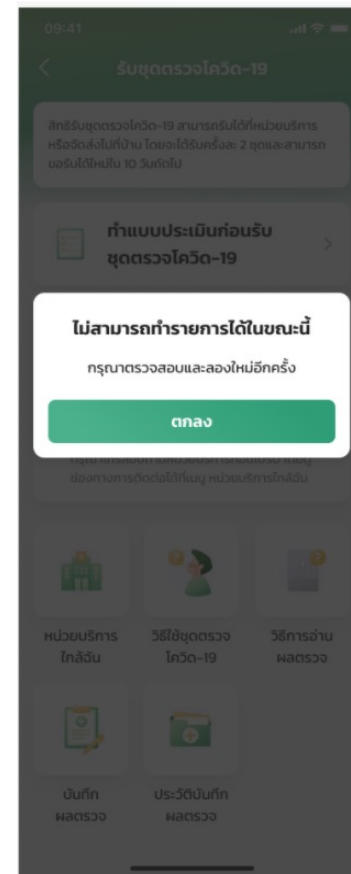 09:41
รับชุดตรวจโควิด-19
สิทธิรับชุดตรวจโควิด-19 สามารถรับได้ที่หน่วยบริการ
หรือจัดส่งไปที่บ้าน โดยจะได้รับครั้งละ 2 ชุดและสามารถ
ขอรับได้ใหม่ใน 10 วันถัดไป
ทำแบบประเมินก่อนรับ
ชุดตรวจโควิด-19
ไม่สามารถทำรายการได้ในขณะนี้
กรุณาตรวจสอบและลองใหม่อีกครั้ง
ตกลง
ช่องทางการติดต่อได้ที่เมนู หน่วยบริการใกล้ฉัน
หน่วยบริการ
ใกล้ฉัน
วิธีใช้ชุดตรวจ
โควิด-19
วิธีการอ่าน
ผลตรวจ
บันทึก
ผลตรวจ
ประวัติบันทึก
ผลตรวจ